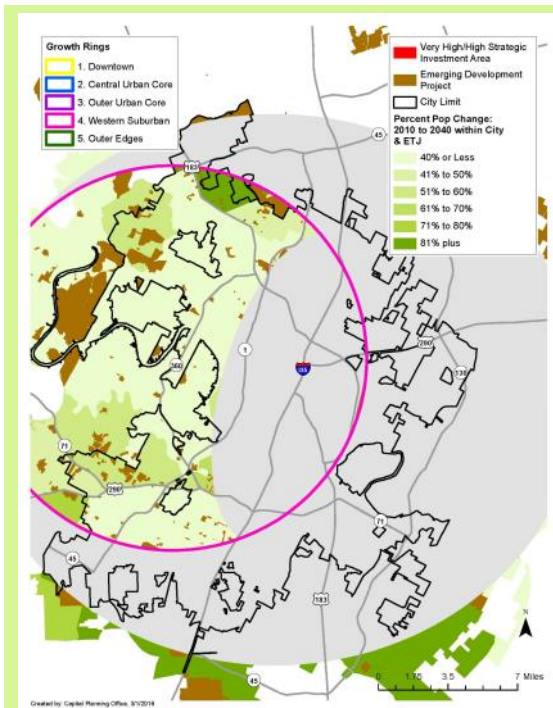 Growth Rings
1. Downtown
2. Central Urban Core
3. Outer Urban Core
4. Western Suburban
5. Outer Edges
Very High/High Strategic
Investment Area
Emerging Development
Project
City Limit
Percent Pop Change:
2010 to 2040 within City
& ETJ
40% or Less
41% to 50%
51% to 60%
61% to 70%
71% to 80%
81% plus
45
183
1
360
290
130
I35
71
290
71
45
183
45
N
0 1.75 3.5 7 Miles
Created by: Capital Planning Office, 3/1/2016